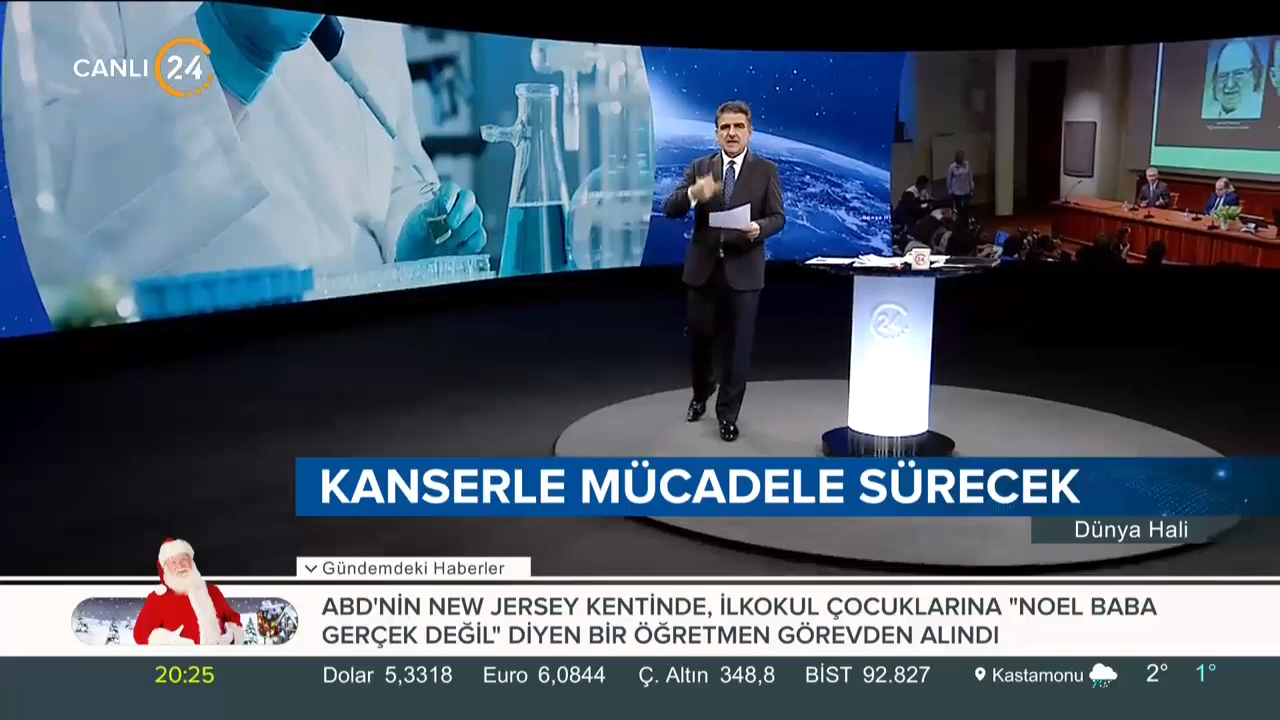 CANLI 24
24
KANSERLE MÜCADELE SÜRECEK
Dünya Hali
Gündemdeki Haberler
ABD'NİN NEW JERSEY KENTİNDE, İLKOKUL ÇOCUKLARINA "NOEL BABA
GERÇEK DEĞİL" DİYEN BİR ÖĞRETMEN GÖREVDEN ALINDI
20:25 Dolar 5,3318 Euro 6,0844 Ç. Altın 348,8 BİST 92.827 Kastamonu 2° 1°